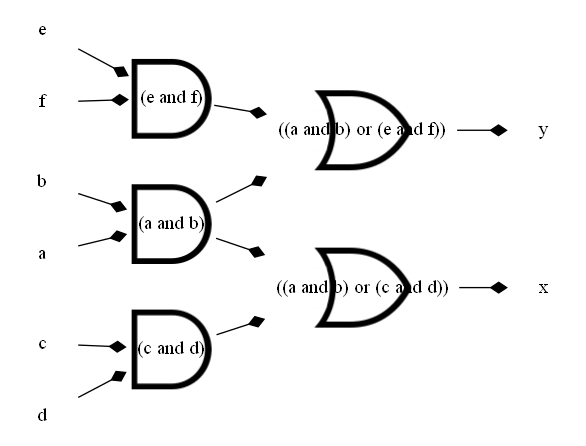 e
(e and f)
f
((a and b) or (e and f))
y
b
(a and b)
a
((a and b) or (c and d))
x
c
(c and d)
d